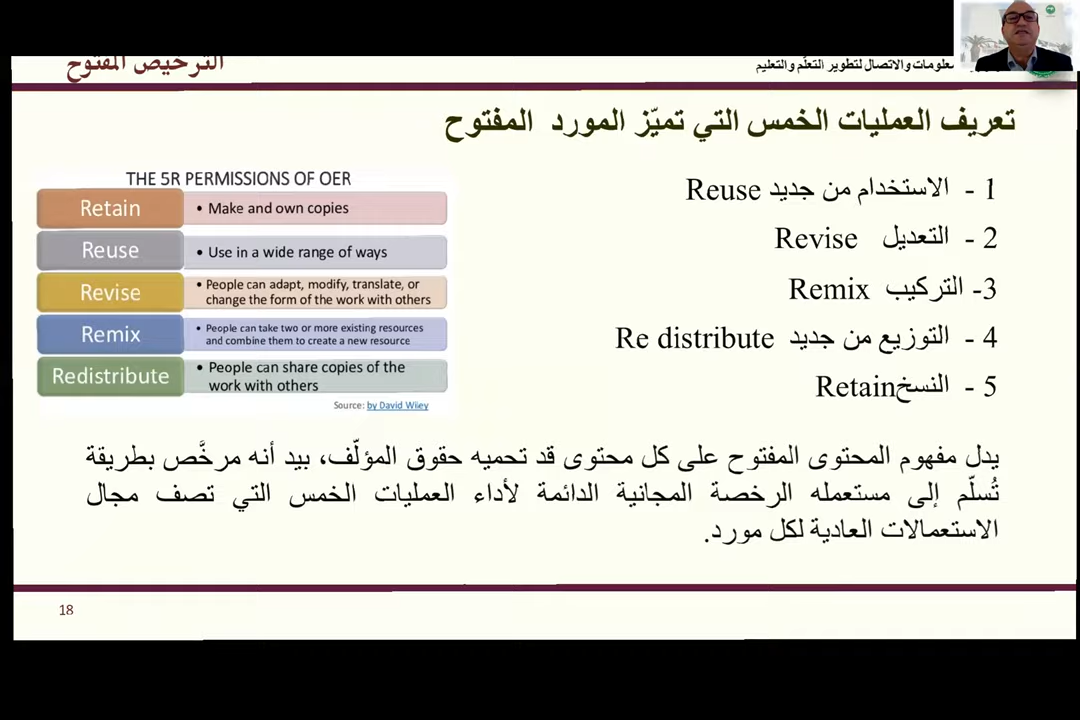 معلومات والاتصال لتطوير التعلّم والتعليم
الترخيص المفتوح
تعريف العمليات الخمس التي تميّز المورد المفتوح
1 - الاستخدام من جديد Reuse
2 - التعديل Revise
3- التركيب Remix
4 - التوزيع من جديد Re distribute
5 - النسخRetain
THE 5R PERMISSIONS OF OER
Retain • Make and own copies
Reuse • Use in a wide range of ways
Revise • People can adapt, modify, translate, or
change the form of the work with others
Remix • People can take two or more existing resources
and combine them to create a new resource
Redistribute • People can share copies of the
work with others
Source: by David Wiley
يدل مفهوم المحتوى المفتوح على كل محتوى قد تحميه حقوق المؤلّف، بيد أنه مرخَّص بطريقة
تُسلّم إلى مستعمله الرخصة المجانية الدائمة لأداء العمليات الخمس التي تصف مجال
الاستعمالات العادية لكل مورد.
18